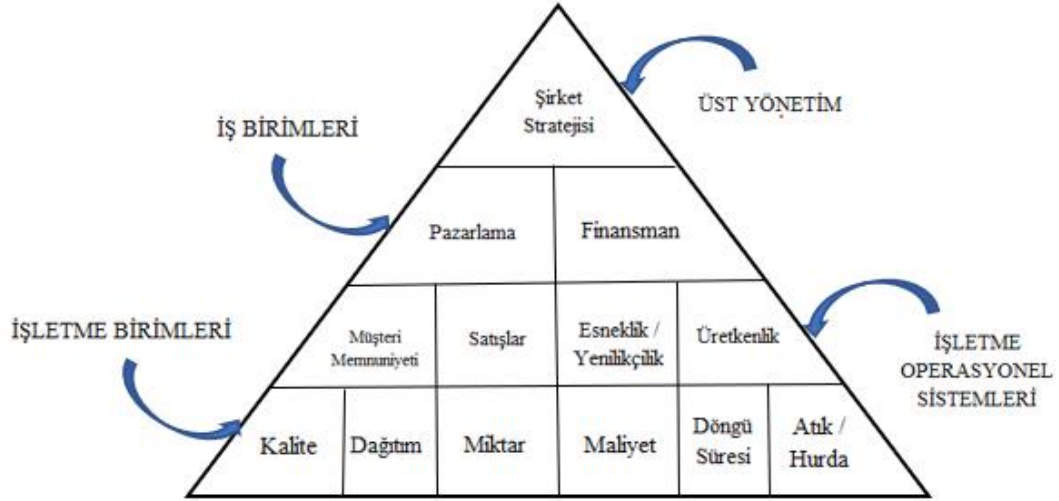 Şirket
Stratejisi
ÜST YÖNETİM
İŞ BİRİMLERİ
Pazarlama
Finansman
İŞLETME BİRİMLERİ
Müşteri
Memnuniyeti
Satışlar
Esneklik /
Yenilikçilik
Üretkenlik
İŞLETME
OPERASYONEL
SİSTEMLERİ
Kalite
Dağıtım
Miktar
Maliyet
Döngü
Süresi
Atık /
Hurda